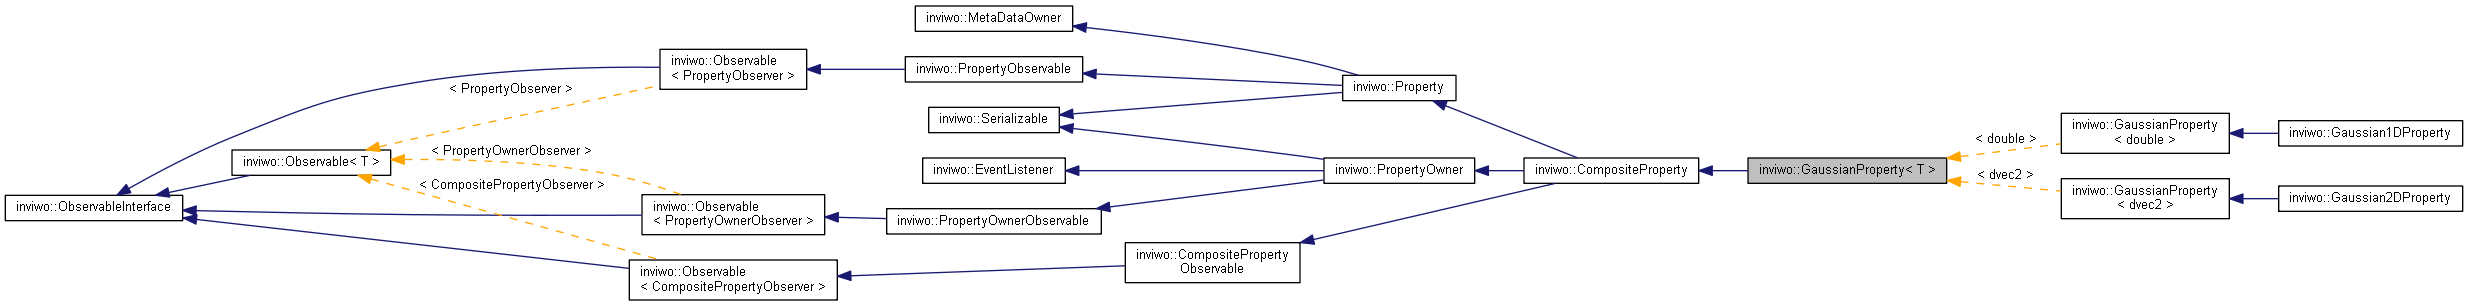 inviwo::ObservableInterface
inviwo::Observable< T >
< PropertyObserver >
< PropertyOwnerObserver >
< CompositePropertyObserver >
inviwo::Observable
< PropertyObserver >
inviwo::Observable
< PropertyOwnerObserver >
inviwo::Observable
< CompositePropertyObserver >
inviwo::MetaDataOwner
inviwo::PropertyObservable
inviwo::Serializable
inviwo::EventListener
inviwo::PropertyOwnerObservable
inviwo::CompositeProperty
Observable
inviwo::Property
inviwo::PropertyOwner
inviwo::CompositeProperty
inviwo::GaussianProperty< T >
< double >
< dvec2 >
inviwo::GaussianProperty
< double >
inviwo::GaussianProperty
< dvec2 >
inviwo::Gaussian1DProperty
inviwo::Gaussian2DProperty